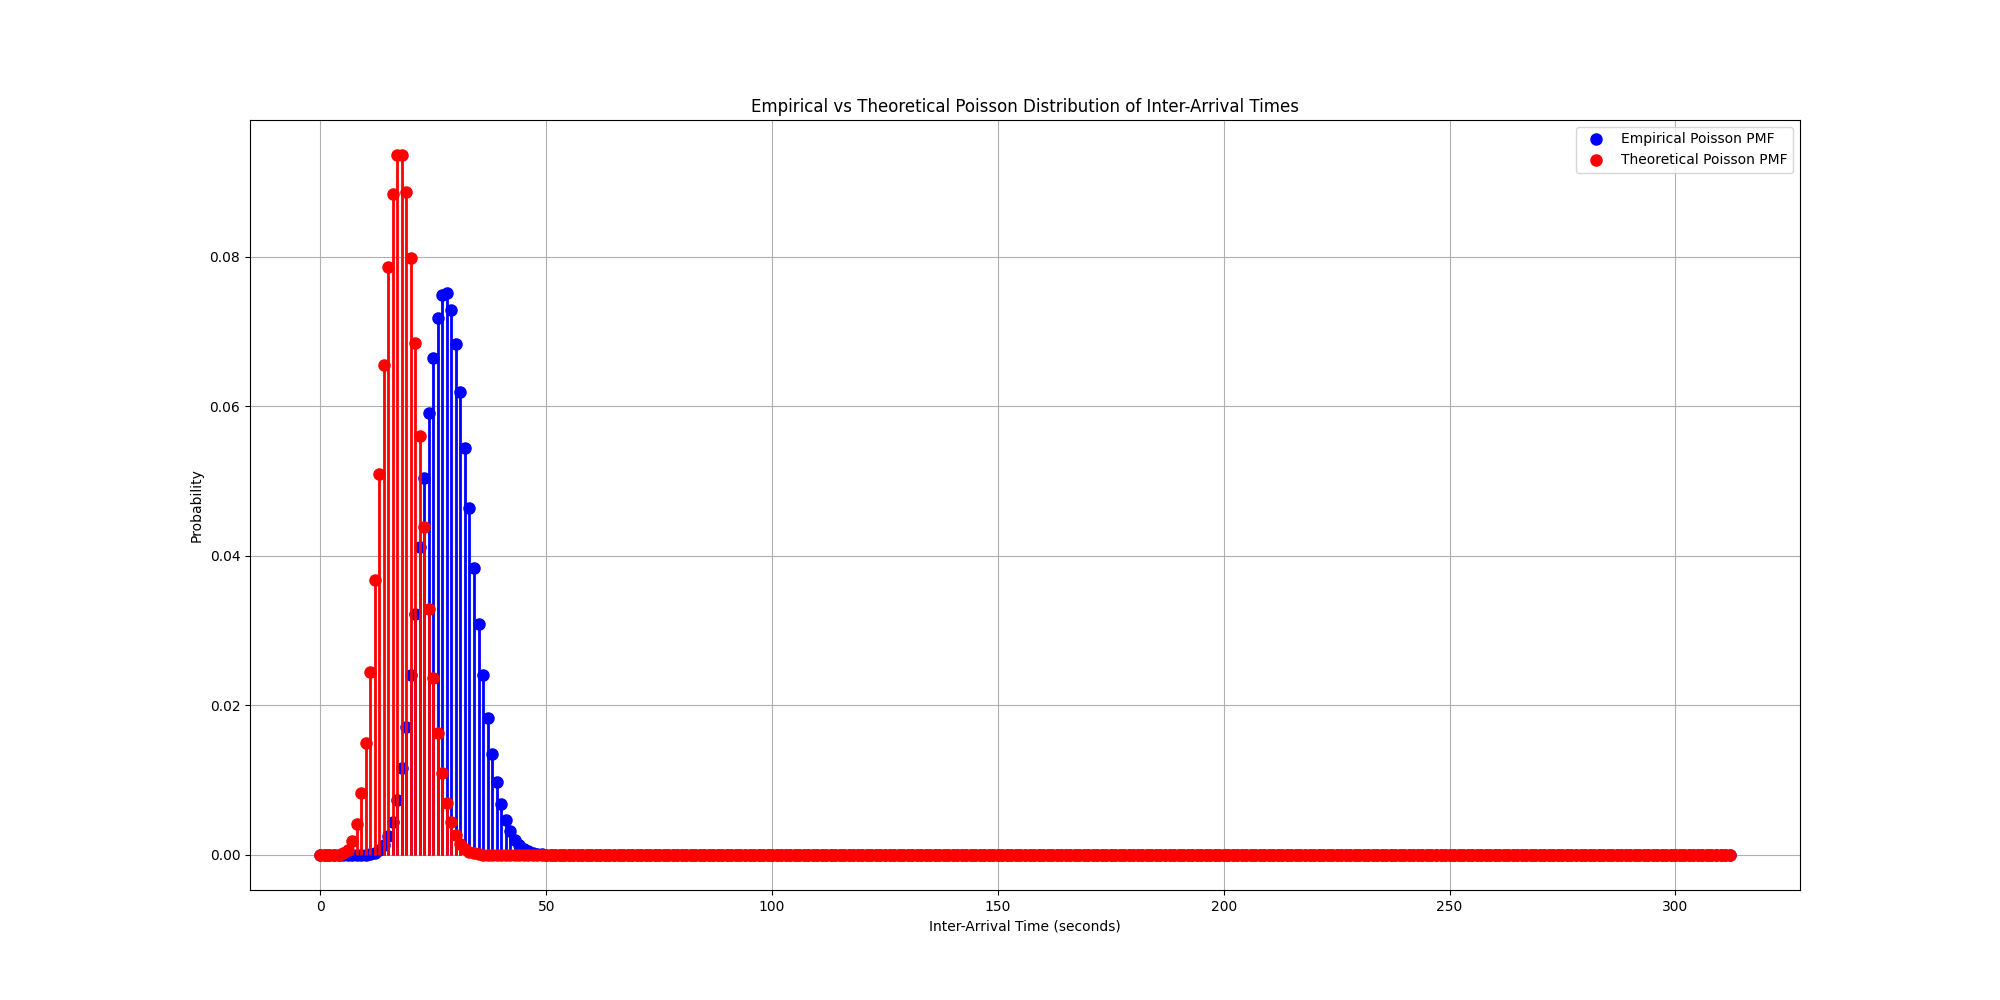 Empirical vs Theoretical Poisson Distribution of Inter-Arrival Times
Empirical Poisson PMF
Theoretical Poisson PMF
Probability
0.08
0.06
0.04
0.02
0.00
0 50 100 150 200 250 300
Inter-Arrival Time (seconds)